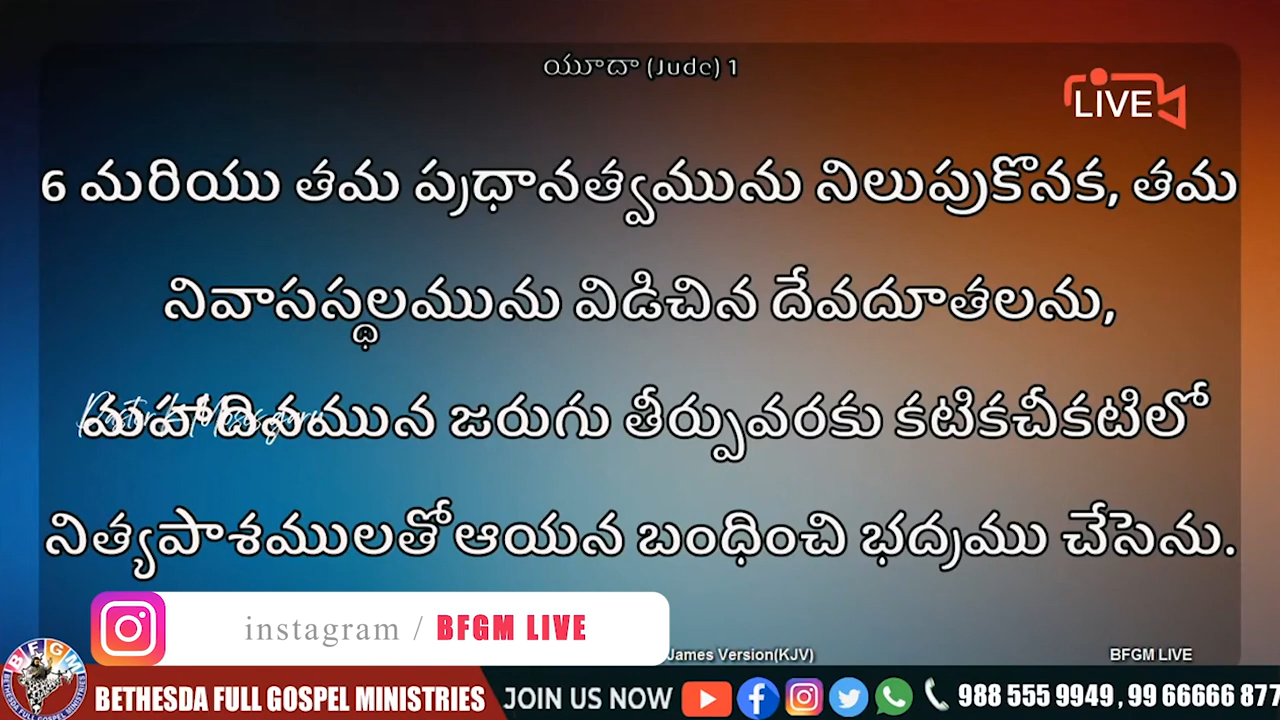 యూదా (Jude) 1
LIVE
6 మరియు తమ ప్రధానత్వమును నిలుపుకొనక, తమ
నివాసస్థలమును విడిచిన దేవదూతలను,
మహాదినమున జరుగు తీర్పువరకు కటికచీకటిలో
నిత్యపాశములతో ఆయన బంధించి భద్రము చేసెను.
instagram / BFGM LIVE
James Version(KJV) BFGM LIVE
BFGM
BETHESDA FULL GOSPEL MINISTRIES JOIN US NOW 988 555 9949 , 99 66666 877